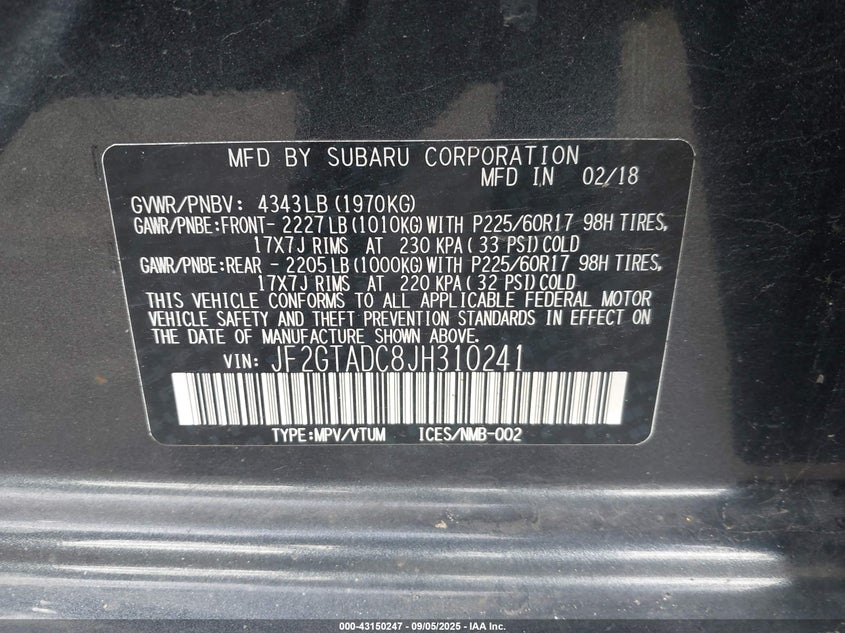 MFD BY SUBARU CORPORATION
MFD IN 02/18
GVWR/PNBV: 4343LB (1970KG)
GAWR/PNBE:FRONT- 2227LB(1010KG)WITH P225/60R17 98H TIRES,
17X7J RIMS AT 230 KPA( 33 PSI)COLD
GAWR/PNBE:REAR - 2205LB(1000KG)WITH P225/60R17 98H TIRES,
17X7J RIMS AT 220 KPA( 32 PSI)COLD
THIS VEHICLE CONFORMS TO ALL APPLICABLE FEDERAL MOTOR
VEHICLE SAFETY AND THEFT PREVENTION STANDARDS IN EFFECT ON
THE DATE OF MANUFACTURE SHOWN ABOVE.
VIN: JF2GTADC8JH310241
TYPE:MPV/VTUM ICES/NMB-002
000-43150247 - 09/05/2025 - IAA Inc.